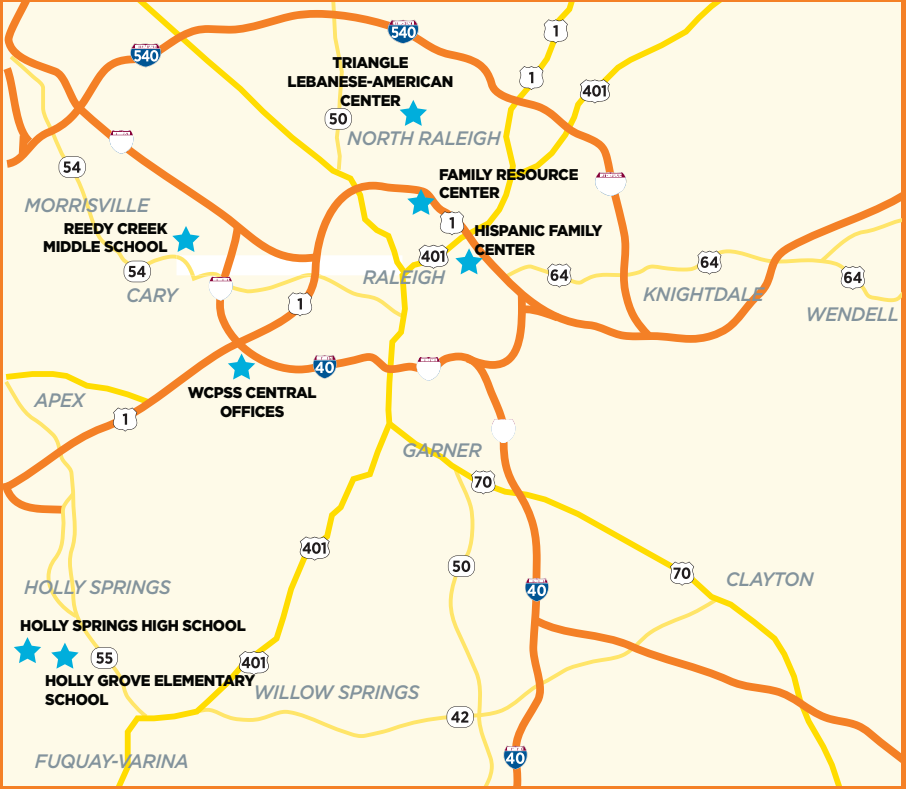 1
540
540
TRIANGLE
LEBANESE-AMERICAN
CENTER
1
401
50
NORTH RALEIGH
54
FAMILY RESOURCE
CENTER
MORRISVILLE
1
REEDY CREEK
MIDDLE SCHOOL
HISPANIC FAMILY
CENTER
401
54
RALEIGH
64
64
64
CARY
1
KNIGHTDALE
WENDELL
40
WCPSS CENTRAL
OFFICES
APEX
1
GARNER
70
401
50
70
CLAYTON
HOLLY SPRINGS
40
HOLLY SPRINGS HIGH SCHOOL
55
401
HOLLY GROVE ELEMENTARY
SCHOOL
WILLOW SPRINGS
42
FUQUAY-VARINA
40